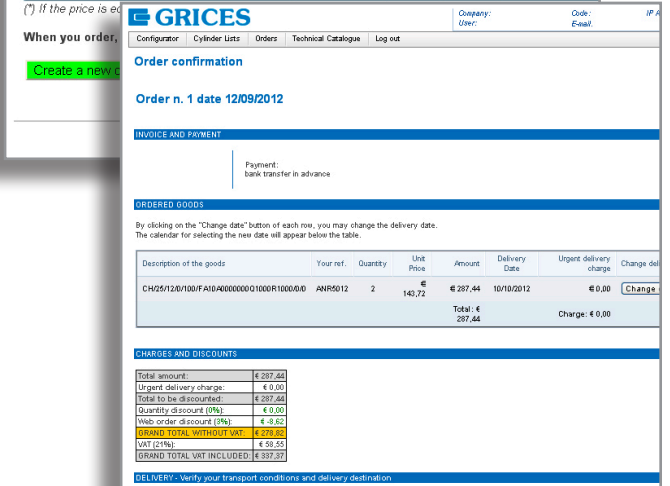 (*) If the price is
When you order,
Create a new
GRICES
Company: Code: IP A
User: E-mail:
Configurator Cylinder Lists Orders Technical Catalogue Log out
Order confirmation
Order n. 1 date 12/09/2012
INVOICE AND PAYMENT
Payment:
bank transfer in advance
ORDERED GOODS
By clicking on the "Change date" button of each row, you may change the delivery date.
The calendar for selecting the new date will appear below the table.
Description of the goods Your ref. Quantity Unit Price Amount Delivery Date Urgent delivery charge Change deli
CH/25/12/0/100/FA10A0000000Q1000R1000/0/0 ANR5012 2 € 143,72 € 287,44 10/10/2012 € 0,00 Change
Total: € 287,44 Charge: € 0,00
CHARGES AND DISCOUNTS
Total amount: € 287,44
Urgent delivery charge: € 0,00
Total to be discounted: € 287,44
Quantity discount (0%): € 0,00
Web order discount (3%): € -8,62
GRAND TOTAL WITHOUT VAT: € 278,82
VAT (21%): € 58,55
GRAND TOTAL VAT INCLUDED: € 337,37
DELIVERY - Verify your transport conditions and delivery destination